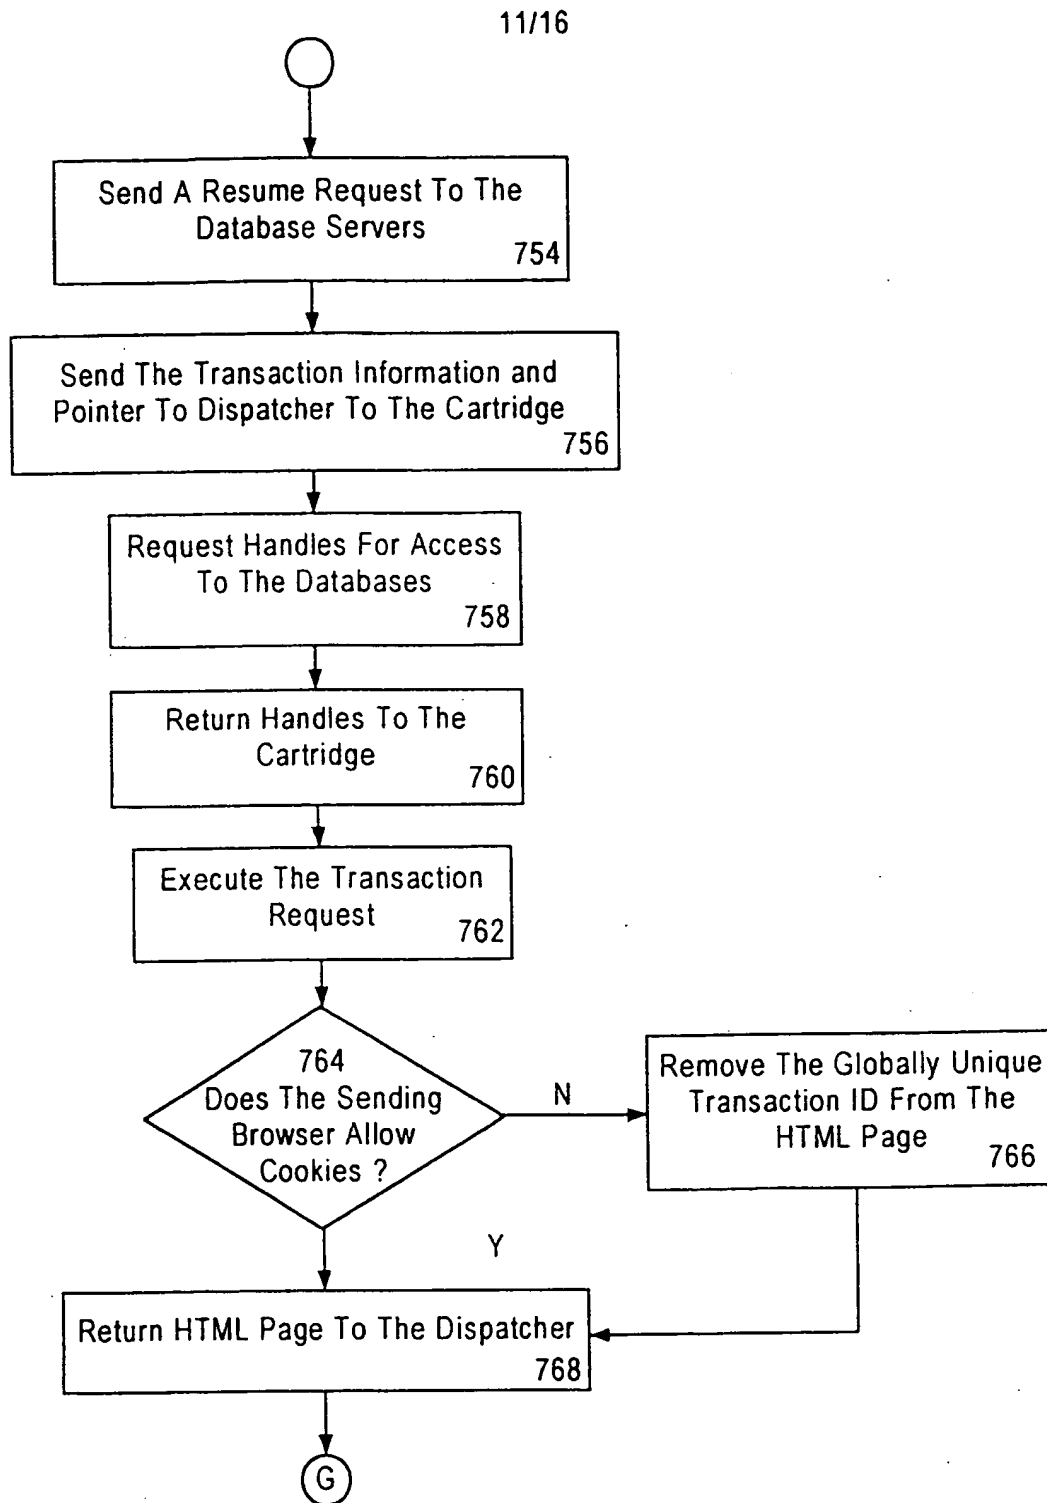 11/16
Send A Resume Request To The
Database Servers
754
Send The Transaction Information and
Pointer To Dispatcher To The Cartridge
756
Request Handles For Access
To The Databases
758
Return Handles To The
Cartridge
760
Execute The Transaction
Request
762
764
Does The Sending
Browser Allow
Cookies ?
N
Remove The Globally Unique
Transaction ID From The
HTML Page
766
Y
Return HTML Page To The Dispatcher
768
G